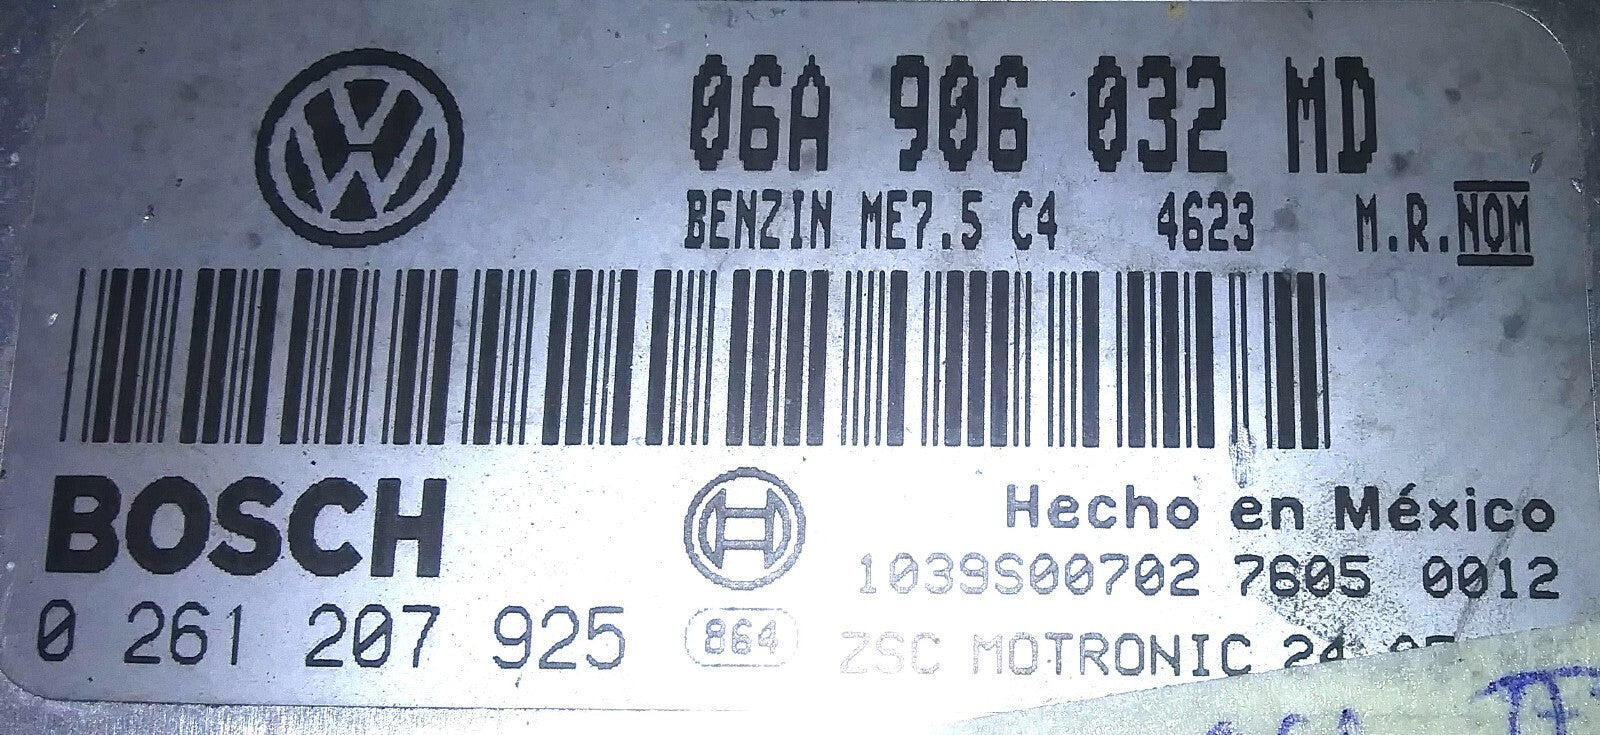 06A 906 032 MD
BENZIN ME7.5 C4 4623 M.R.NOM
BOSCH
Hecho en México
1039S00702 7605 0012
0 261 207 925
864
ZSC MOTRONIC 24